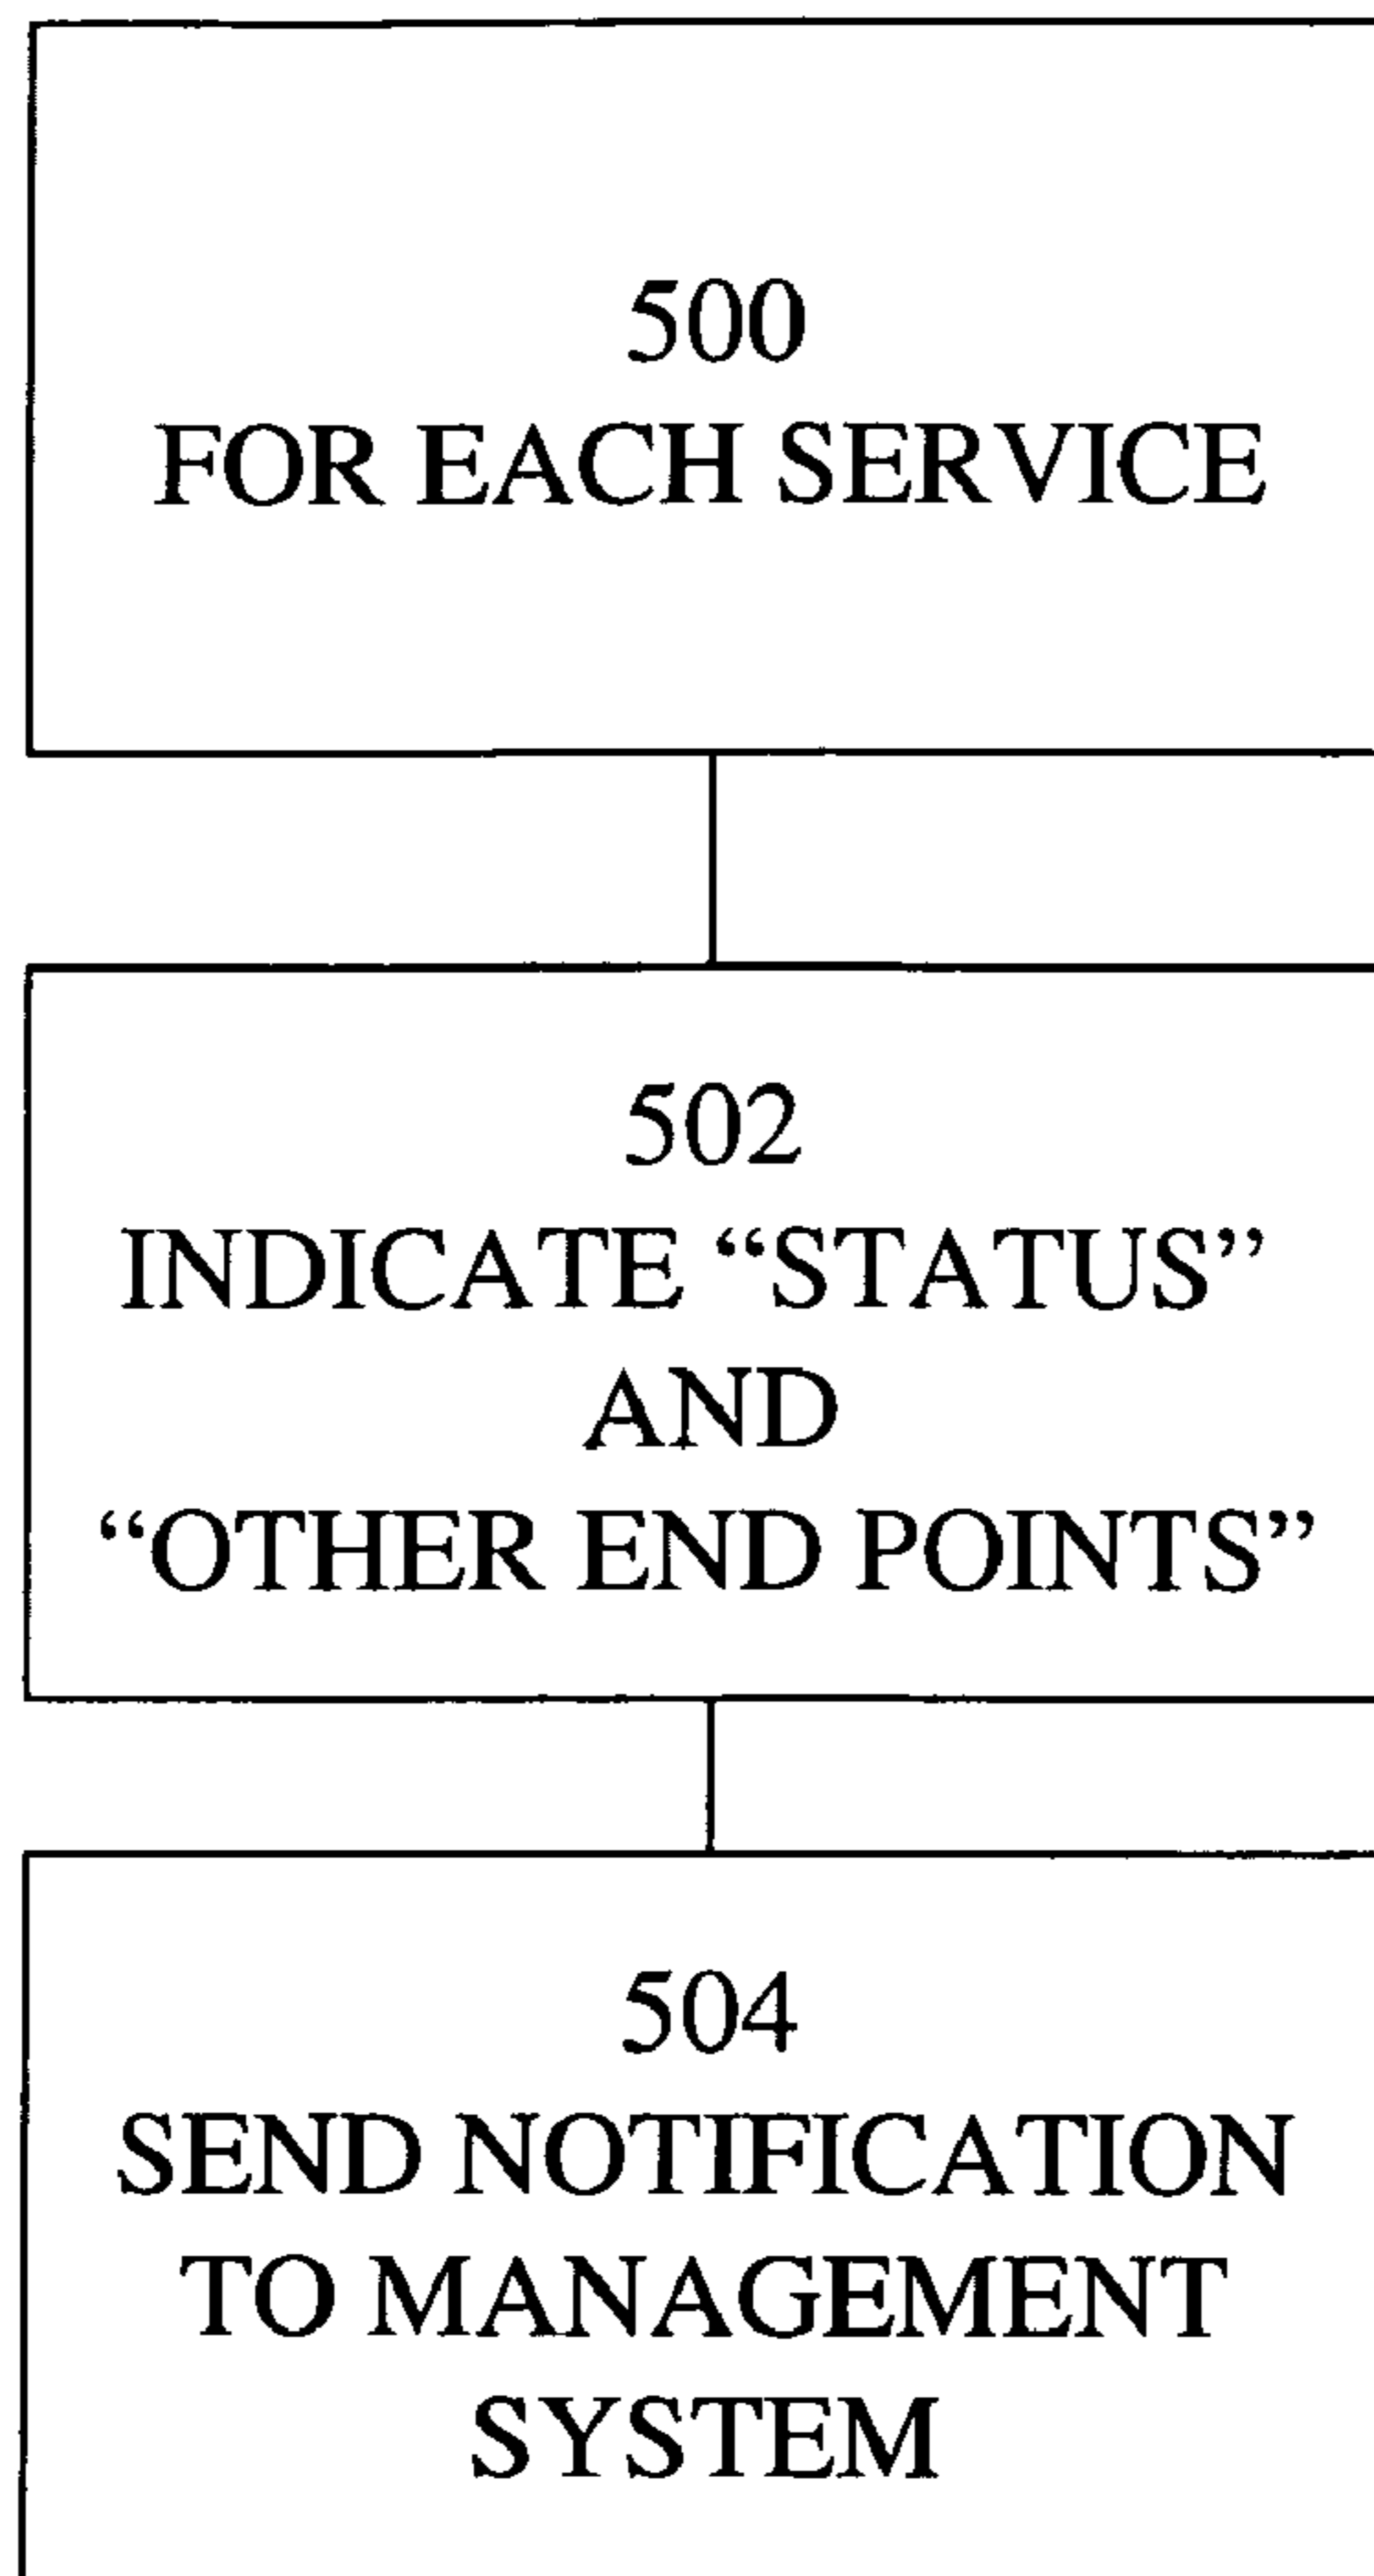 500
FOR EACH SERVICE
502
INDICATE “STATUS”
AND
“OTHER END POINTS”
504
SEND NOTIFICATION
TO MANAGEMENT
SYSTEM